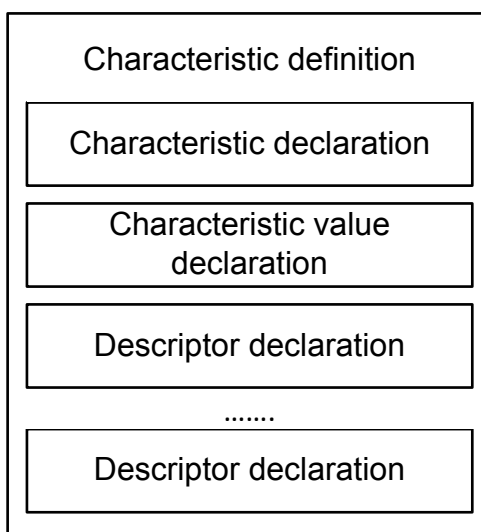 Characteristic definition
Characteristic declaration
Characteristic value
declaration
Descriptor declaration
.......
Descriptor declaration